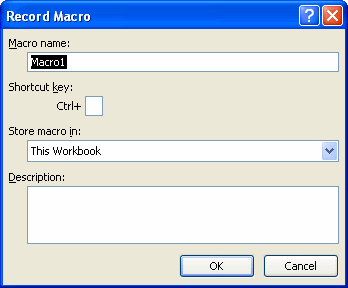 Record Macro
Macro name:
Macro1
Shortcut key:
Ctrl+
Store macro in:
This Workbook
Description:
OK Cancel